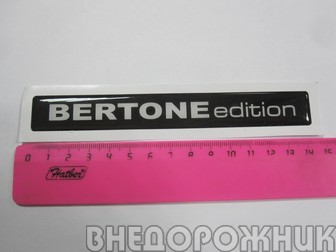 BERTONE edition
0 1 2 3 4 5 6 7 8 9 10 11 12 13 14 15
Hatber
ВНЕДОРОЖНИК